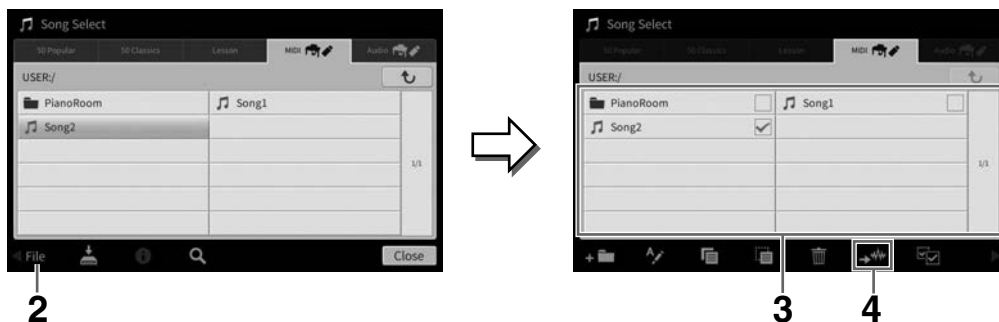 Song Select
50 Popular 50 Classics Lesson MIDI Audio
USER:/
PianoRoom Song1
Song2
1/1
File Close
2
Song Select
50 Popular 50 Classics Lesson MIDI Audio
USER:/
PianoRoom Song1
Song2
1/1
3 4